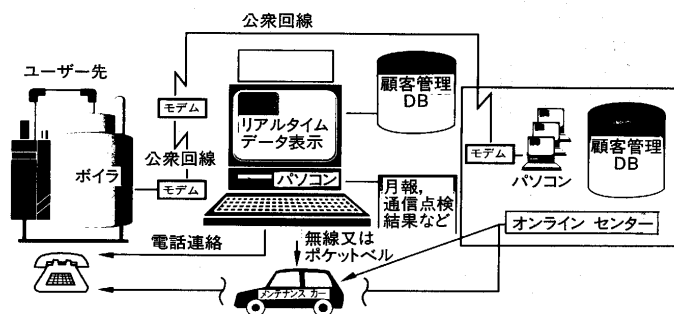 公衆回線
ユーザー先
モデム
顧客管理
DB
リアルタイム
データ表示
公衆回線
ボイラ
モデム
パソコン
月報,
通信点検
結果など
モデム
パソコン
顧客管理
DB
オンライン センター
電話連絡
無線又は
ポケットベル
メンテナンス カー